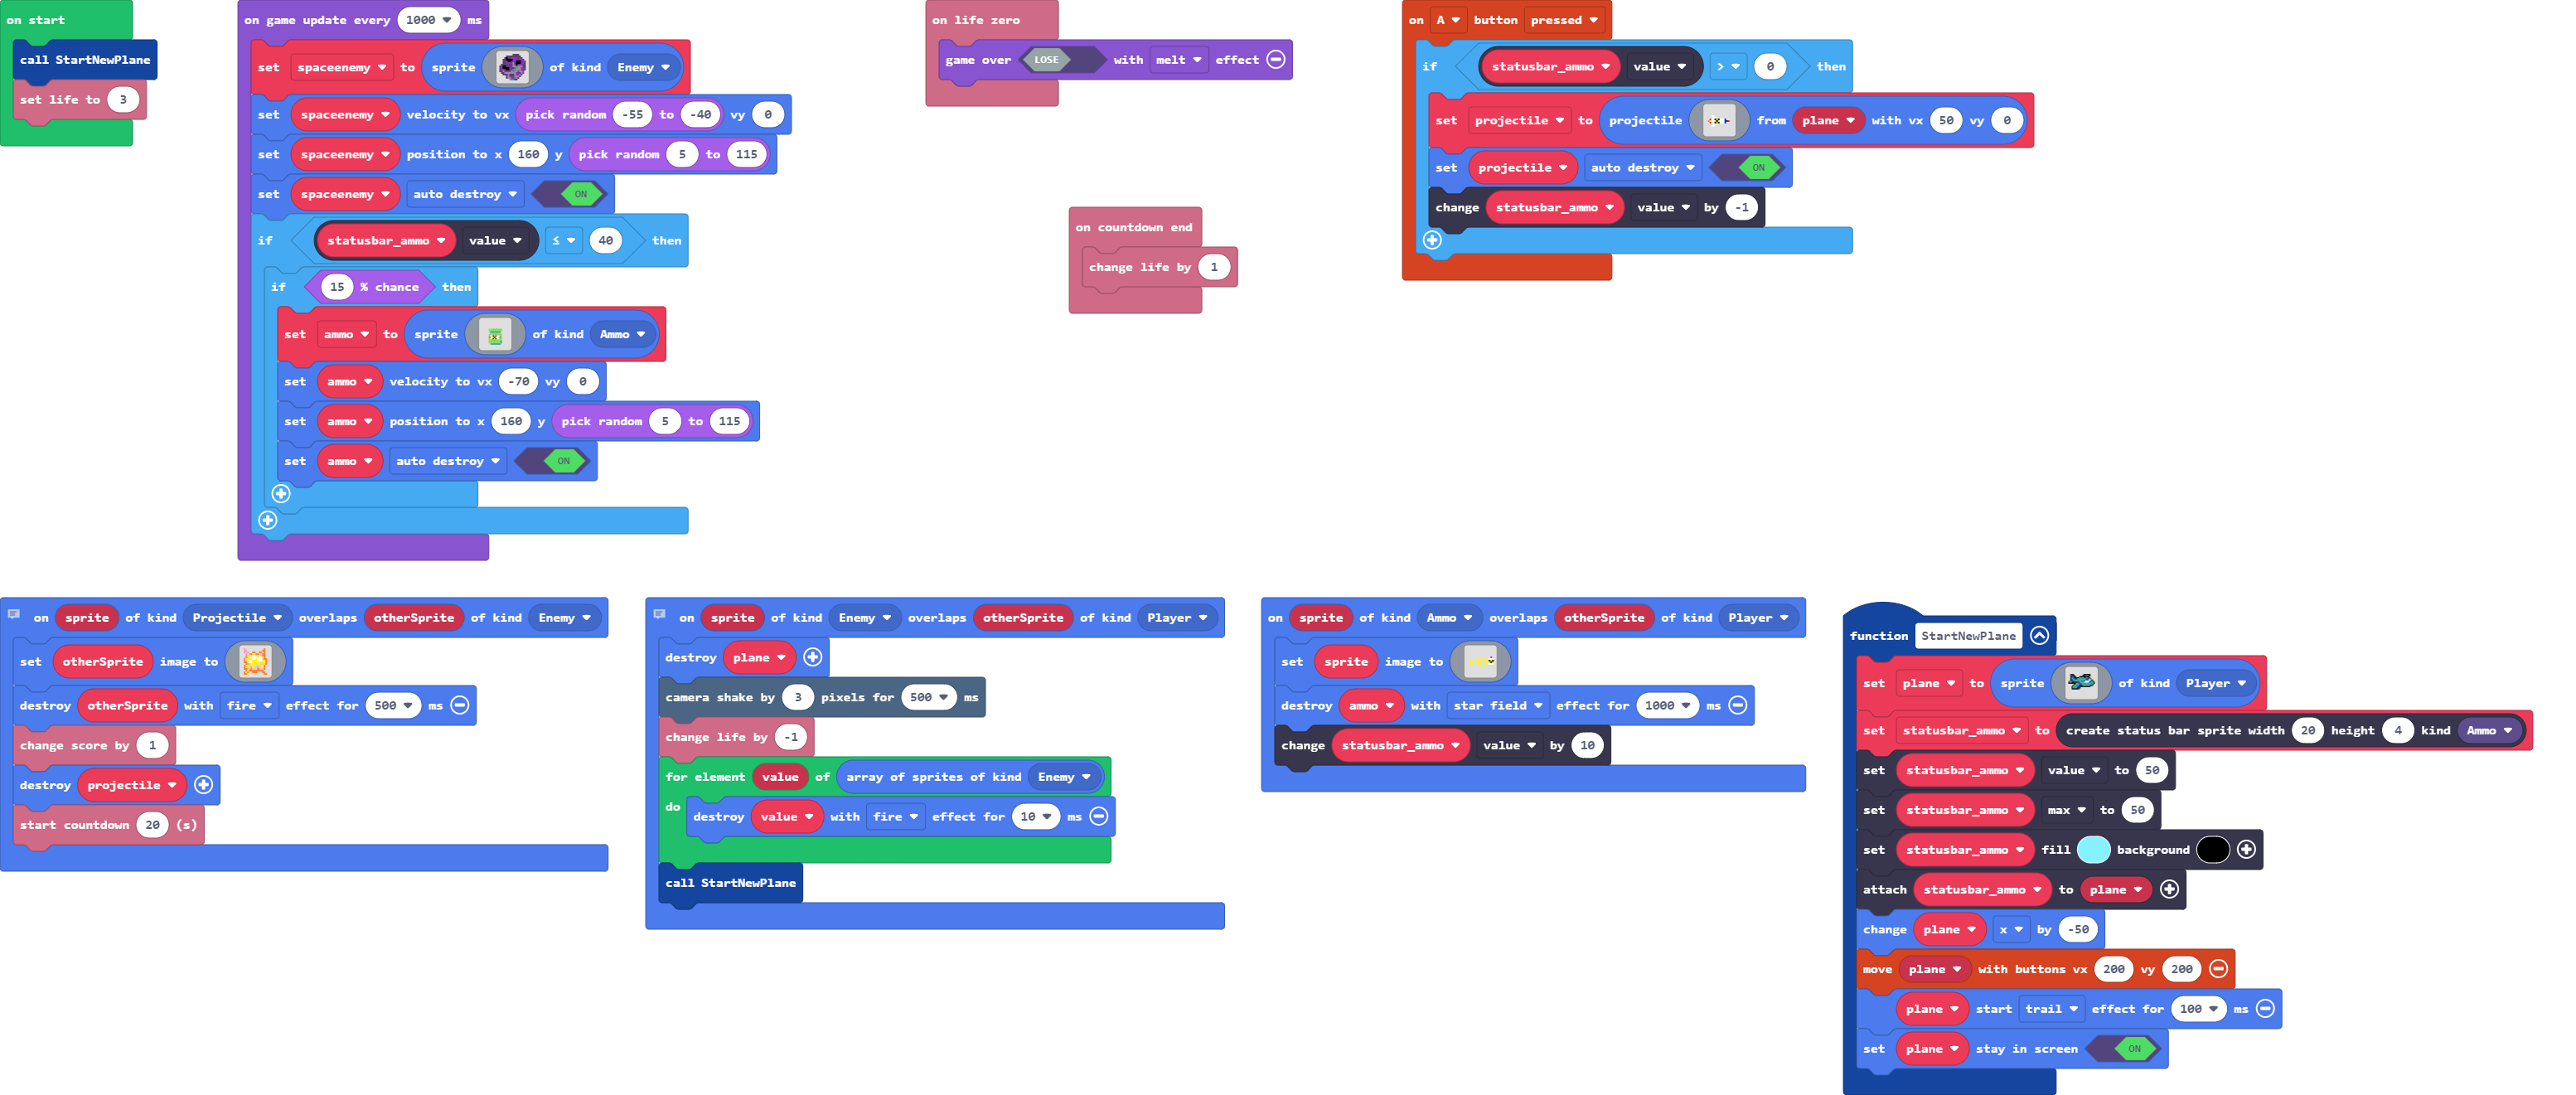 on start
call StartNewPlane
set life to 3
on game update every 1000 ms
set spaceenemy to sprite of kind Enemy
set spaceenemy velocity to vx pick random -55 to -40 vy 0
set spaceenemy position to x 160 y pick random 5 to 115
set spaceenemy auto destroy ON
if statusbar_ammo value ≤ 40 then
if 15 % chance then
set ammo to sprite of kind Ammo
set ammo velocity to vx -70 vy 0
set ammo position to x 160 y pick random 5 to 115
set ammo auto destroy ON
on life zero
game over LOSE with melt effect
on countdown end
change life by 1
on A button pressed
if statusbar_ammo value > 0 then
set projectile to projectile from plane with vx 50 vy 0
set projectile auto destroy ON
change statusbar_ammo value by -1
on sprite of kind Projectile overlaps otherSprite of kind Enemy
set otherSprite image to
destroy otherSprite with fire effect for 500 ms
change score by 1
destroy projectile
start countdown 20 (s)
on sprite of kind Enemy overlaps otherSprite of kind Player
destroy plane
camera shake by 3 pixels for 500 ms
change life by -1
for element value of array of sprites of kind Enemy
do
destroy value with fire effect for 10 ms
call StartNewPlane
on sprite of kind Ammo overlaps otherSprite of kind Player
set sprite image to
destroy ammo with star field effect for 1000 ms
change statusbar_ammo value by 10
function StartNewPlane
set plane to sprite of kind Player
set statusbar_ammo to create status bar sprite width 20 height 4 kind Ammo
set statusbar_ammo value to 50
set statusbar_ammo max to 50
set statusbar_ammo fill background
attach statusbar_ammo to plane
change plane x by -50
move plane with buttons vx 200 vy 200
plane start trail effect for 100 ms
set plane stay in screen ON